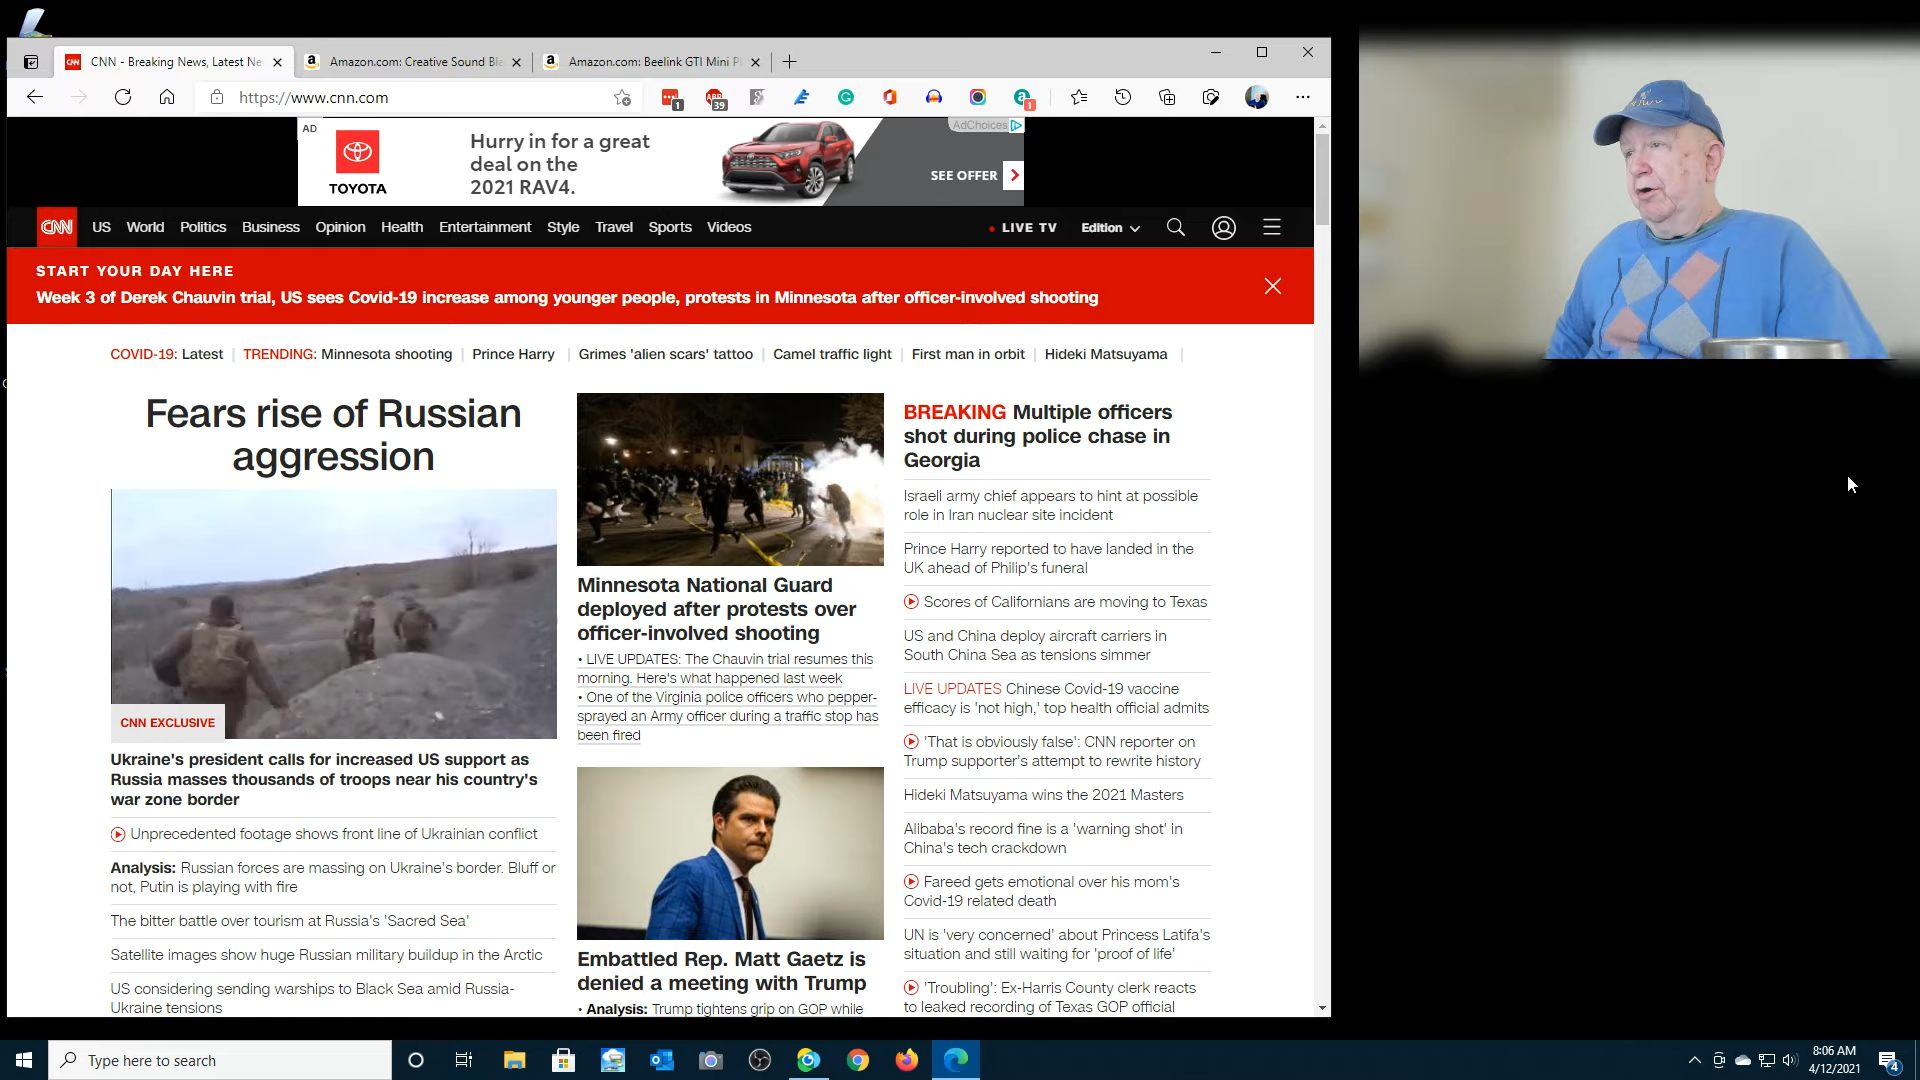 CNN - Breaking News, Latest Ne
Amazon.com: Creative Sound Bla
Amazon.com: Beelink GTI Mini P
https://www.cnn.com
1
39
1
AD
TOYOTA
Hurry in for a great
deal on the
2021 RAV4.
AdChoices
SEE OFFER
CNN
US World Politics Business Opinion Health Entertainment Style Travel Sports Videos
LIVE TV
Edition
START YOUR DAY HERE
Week 3 of Derek Chauvin trial, US sees Covid-19 increase among younger people, protests in Minnesota after officer-involved shooting
COVID-19: Latest | TRENDING: Minnesota shooting | Prince Harry | Grimes 'alien scars' tattoo | Camel traffic light | First man in orbit | Hideki Matsuyama |
Fears rise of Russian
aggression
CNN EXCLUSIVE
Ukraine's president calls for increased US support as
Russia masses thousands of troops near his country's
war zone border
Unprecedented footage shows front line of Ukrainian conflict
Analysis: Russian forces are massing on Ukraine's border. Bluff or
not, Putin is playing with fire
The bitter battle over tourism at Russia's 'Sacred Sea'
Satellite images show huge Russian military buildup in the Arctic
US considering sending warships to Black Sea amid Russia-
Ukraine tensions
Minnesota National Guard
deployed after protests over
officer-involved shooting
• LIVE UPDATES: The Chauvin trial resumes this
morning. Here's what happened last week
• One of the Virginia police officers who pepper-
sprayed an Army officer during a traffic stop has
been fired
Embattled Rep. Matt Gaetz is
denied a meeting with Trump
• Analysis: Trump tightens grip on GOP while
BREAKING Multiple officers
shot during police chase in
Georgia
Israeli army chief appears to hint at possible
role in Iran nuclear site incident
Prince Harry reported to have landed in the
UK ahead of Philip's funeral
Scores of Californians are moving to Texas
US and China deploy aircraft carriers in
South China Sea as tensions simmer
LIVE UPDATES Chinese Covid-19 vaccine
efficacy is 'not high,' top health official admits
'That is obviously false': CNN reporter on
Trump supporter's attempt to rewrite history
Hideki Matsuyama wins the 2021 Masters
Alibaba's record fine is a 'warning shot' in
China's tech crackdown
Fareed gets emotional over his mom's
Covid-19 related death
UN is 'very concerned' about Princess Latifa's
situation and still waiting for 'proof of life'
'Troubling': Ex-Harris County clerk reacts
to leaked recording of Texas GOP official
Type here to search
8:06 AM
4/12/2021
4